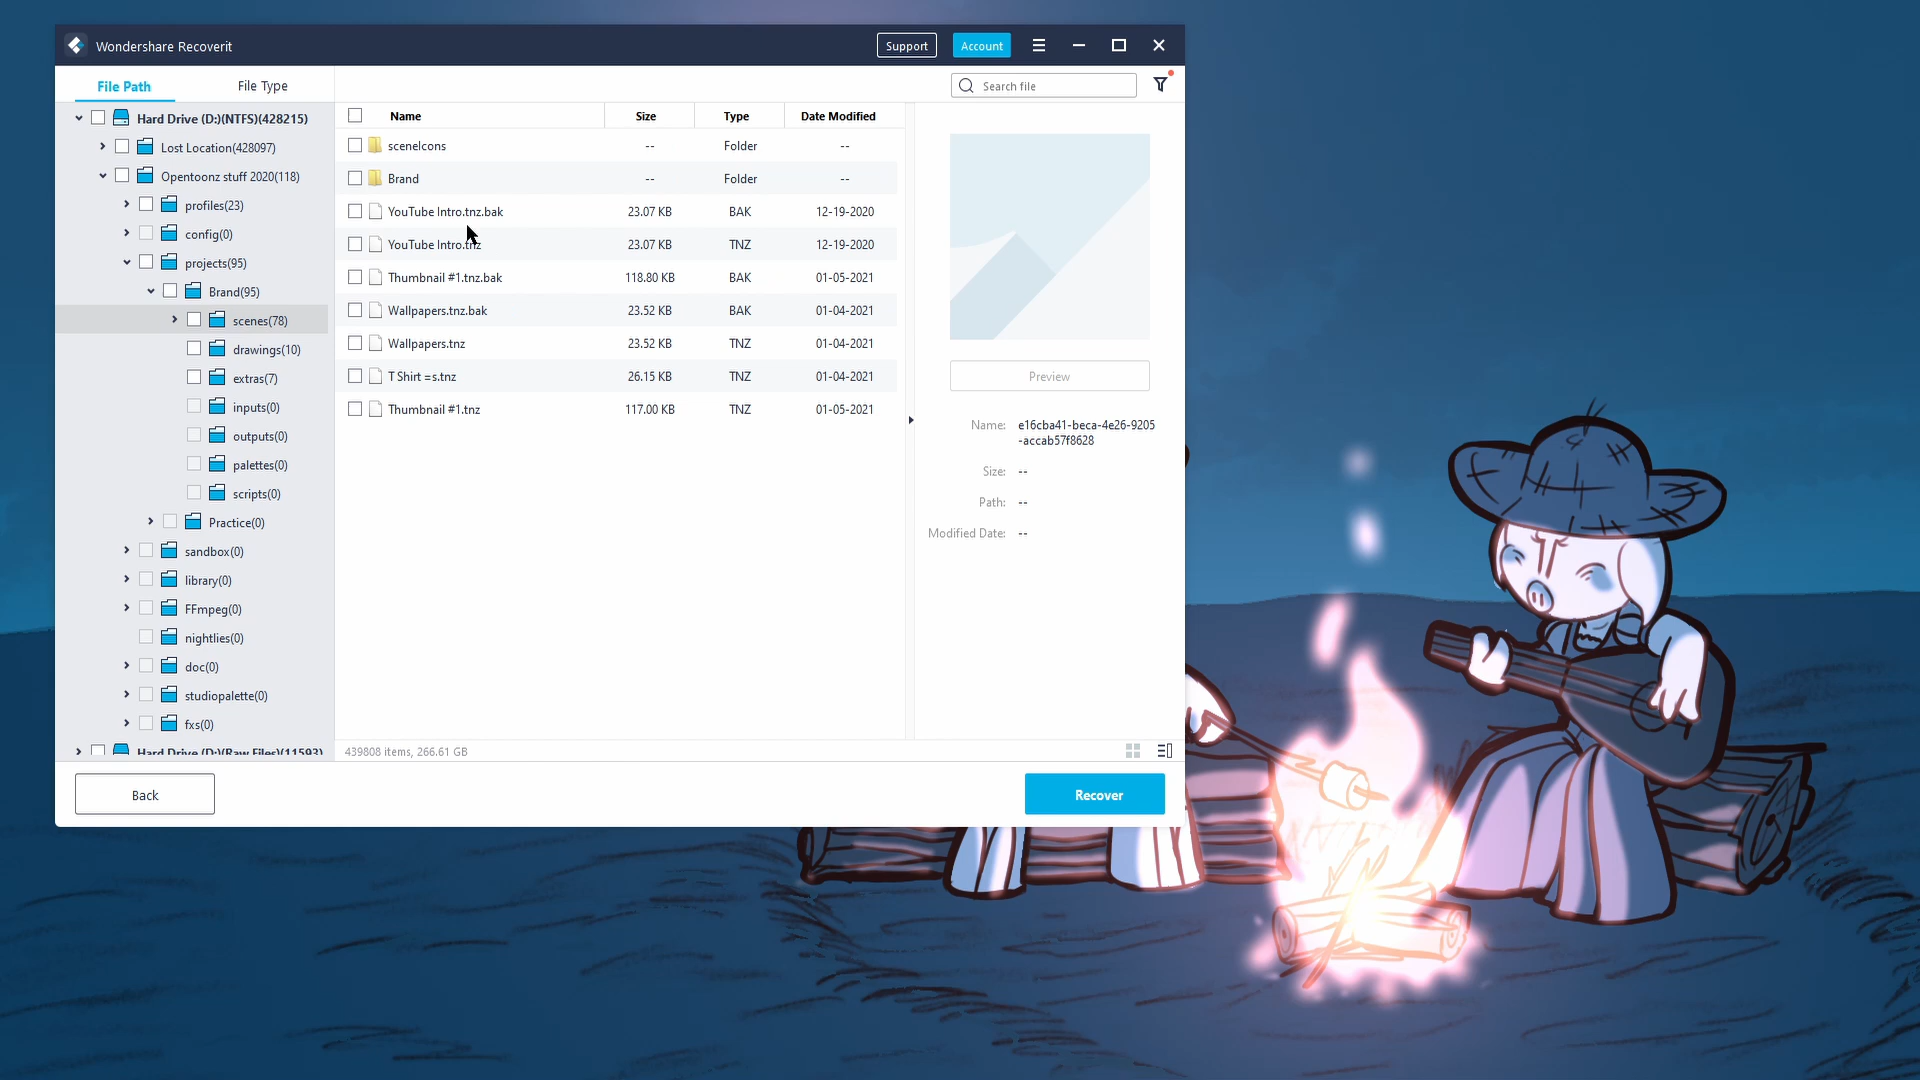 Wondershare Recoverit
Support
Account
File Path
File Type
Search file
Hard Drive (D:)(NTFS)(428215)
Lost Location(428097)
Opentoonz stuff 2020(118)
profiles(23)
config(0)
projects(95)
Brand(95)
scenes(78)
drawings(10)
extras(7)
inputs(0)
outputs(0)
palettes(0)
scripts(0)
Practice(0)
sandbox(0)
library(0)
FFmpeg(0)
nightlies(0)
doc(0)
studiopalette(0)
fxs(0)
Hard Drive (D:)(Raw Files)(11593)
Name Size Type Date Modified
sceneIcons -- Folder --
Brand -- Folder --
YouTube Intro.tnz.bak 23.07 KB BAK 12-19-2020
YouTube Intro.tnz 23.07 KB TNZ 12-19-2020
Thumbnail #1.tnz.bak 118.80 KB BAK 01-05-2021
Wallpapers.tnz.bak 23.52 KB BAK 01-04-2021
Wallpapers.tnz 23.52 KB TNZ 01-04-2021
T Shirt =s.tnz 26.15 KB TNZ 01-04-2021
Thumbnail #1.tnz 117.00 KB TNZ 01-05-2021
Preview
Name: e16cba41-beca-4e26-9205
-accab57f8628
Size: --
Path: --
Modified Date: --
439808 items, 266.61 GB
Back
Recover